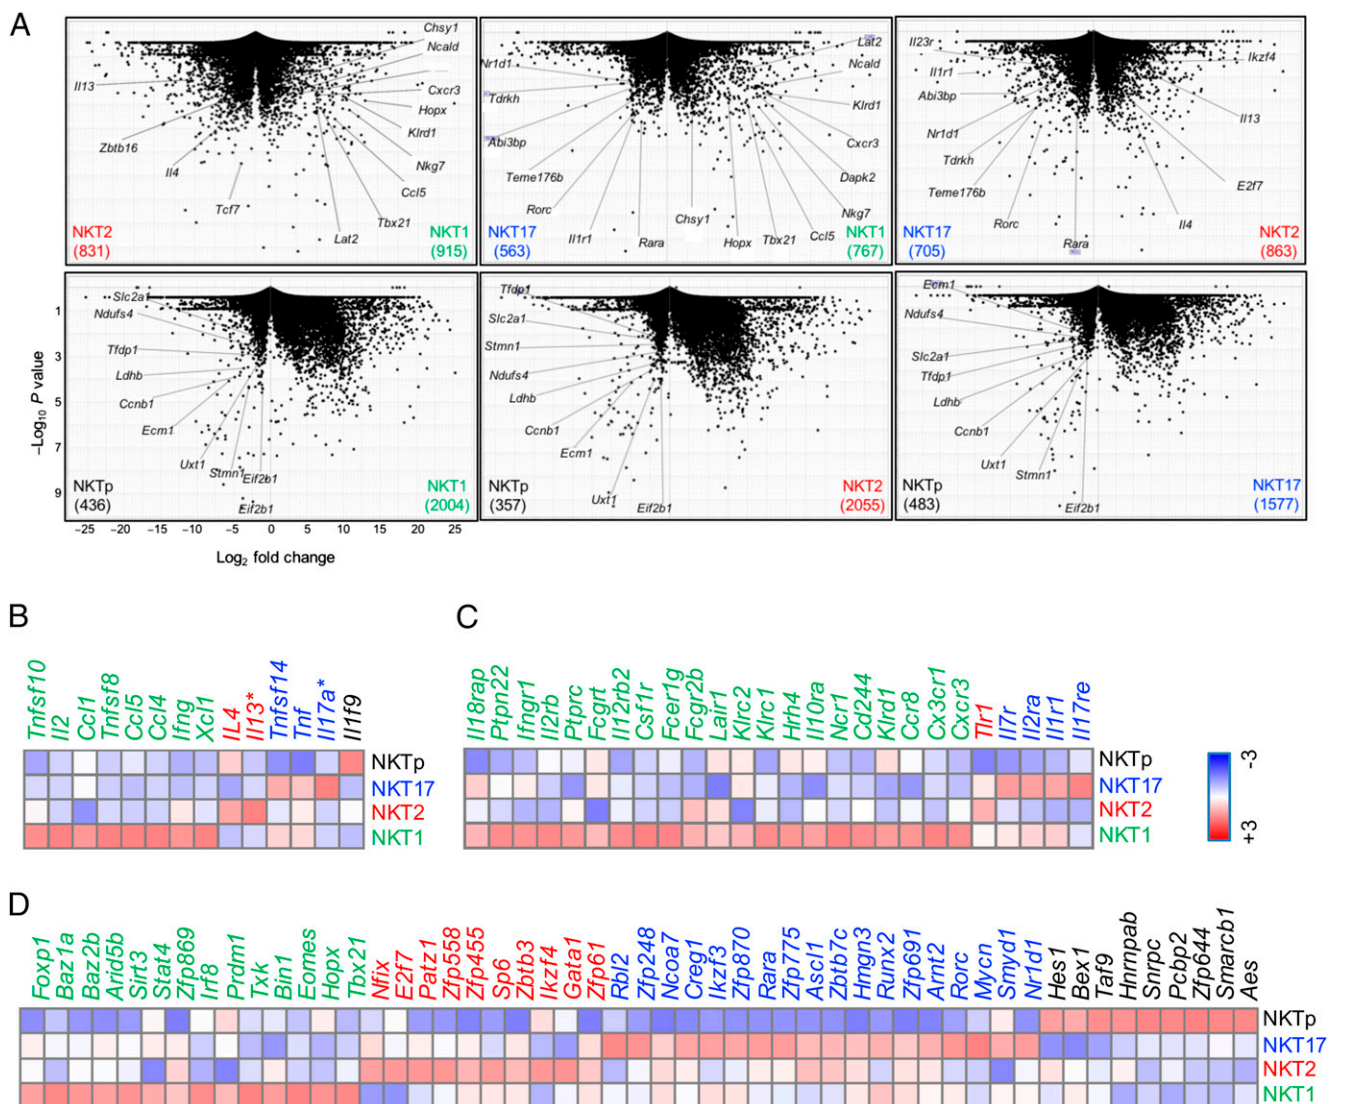 A
Chsy1
Ncald
Il13
Cxcr3
Hopx
Klrd1
Zbtb16
Il4
Nkg7
Ccl5
Tcf7
Tbx21
Lat2
NKT2
(831)
NKT1
(915)
Lat2
Nr1d1
Ncald
Tdrkh
Klrd1
Abi3bp
Cxcr3
Teme176b
Dapk2
Rorc
Chsy1
Nkg7
Il1r1
Rara
Hopx
Tbx21
Ccl5
NKT17
(563)
NKT1
(767)
Il23r
Ikzf4
Il1r1
Abi3bp
Il13
Nr1d1
Tdrkh
Teme176b
E2f7
Rorc
Il4
Rara
NKT17
(705)
NKT2
(863)
Slc2a1
Ndufs4
Tfdp1
Ldhb
Ccnb1
Ecm1
Uxt1
Stmn1
Eif2b1
Eif2b1
NKTp
(436)
NKT1
(2004)
Tfdp1
Slc2a1
Stmn1
Ndufs4
Ldhb
Ccnb1
Ecm1
Uxt1
Eif2b1
NKTp
(357)
NKT2
(2055)
Ecm1
Ndufs4
Slc2a1
Tfdp1
Ldhb
Ccnb1
Uxt1
Stmn1
Eif2b1
NKTp
(483)
NKT17
(1577)
1
3
5
7
9
−Log10 P value
−25 −20 −15 −10 −5 0 5 10 15 20 25
Log2 fold change
B
Tnfsf10 Il2 Ccl1 Tnfsf8 Ccl5 Ccl4 Ifng Xcl1 IL4 Il13* Tnfsf14 Tnf Il17a* Il1f9
NKTp
NKT17
NKT2
NKT1
C
Il18rap Ptpn22 Ifngr1 Il2rb Ptprc Fcgrt Il12rb2 Csf1r Fcer1g Fcgr2b Lair1 Klrc2 Klrc1 Hrh4 Il10ra Ncr1 Cd244 Klrd1 Ccr8 Cx3cr1 Cxcr3 Tlr1 Il7r Il2ra Il1r1 Il17re
NKTp
NKT17
NKT2
NKT1
-3
+3
D
Foxp1 Baz1a Baz2b Arid5b Sirt3 Stat4 Zfp869 Irf8 Prdm1 Txk Bin1 Eomes Hopx Tbx21 Nfix E2f7 Patz1 Zfp558 Zfp455 Sp6 Zbtb3 Ikzf4 Gata1 Zfp61 Rbl2 Zfp248 Ncoa7 Creg1 Ikzf3 Zfp870 Rara Zfp775 Ascl1 Zbtb7c Hmgn3 Runx2 Zfp691 Arnt2 Rorc Mycn Smyd1 Nr1d1 Hes1 Bex1 Taf9 Hnrnpab Snrpc Pcbp2 Zfp644 Smarcb1 Aes
NKTp
NKT17
NKT2
NKT1